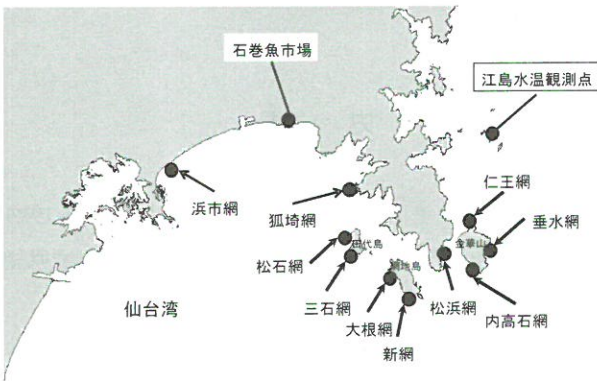 石巻魚市場
江島水温観測点
浜市網
狐埼網
仁王網
垂水網
松石網
田代島
金華山
三石網
網地島
大根網
松浜網
内高石網
新網
仙台湾